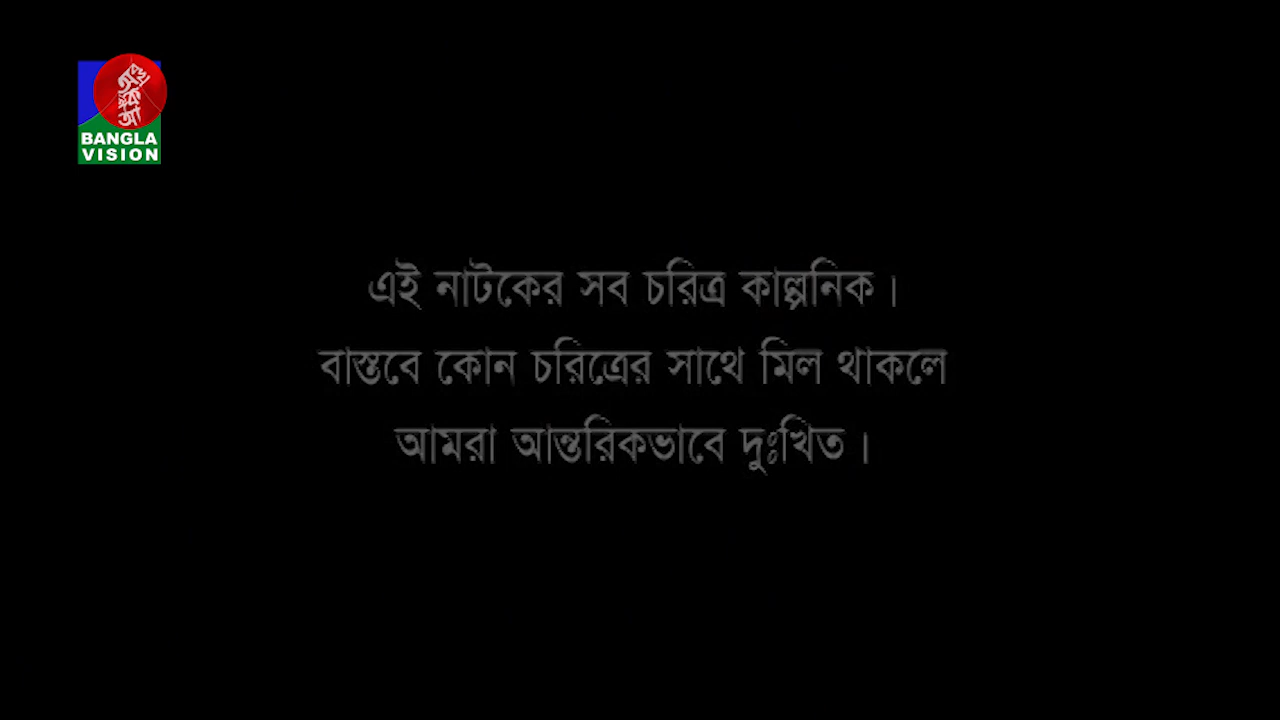 BANGLA
VISION
এই নাটকের সব চরিত্র কাল্পনিক।
বাস্তবে কোন চরিত্রের সাথে মিল থাকলে
আমরা আন্তরিকভাবে দুঃখিত।